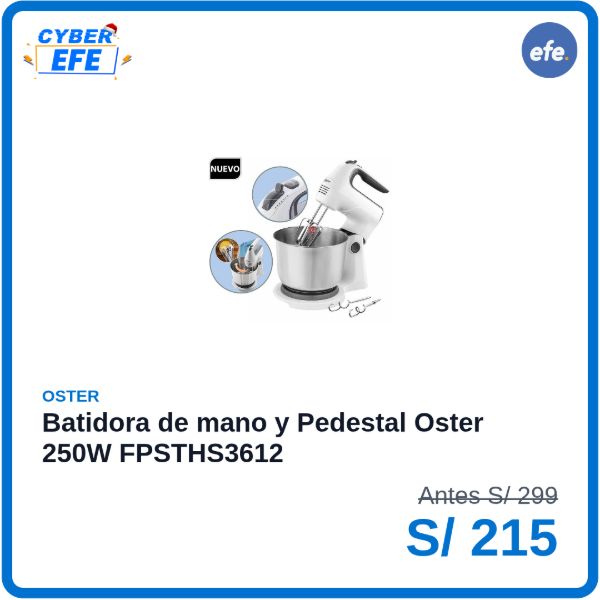 CYBER
EFE
efe.
NUEVO
OSTER
Batidora de mano y Pedestal Oster
250W FPSTHS3612
Antes S/ 299
S/ 215